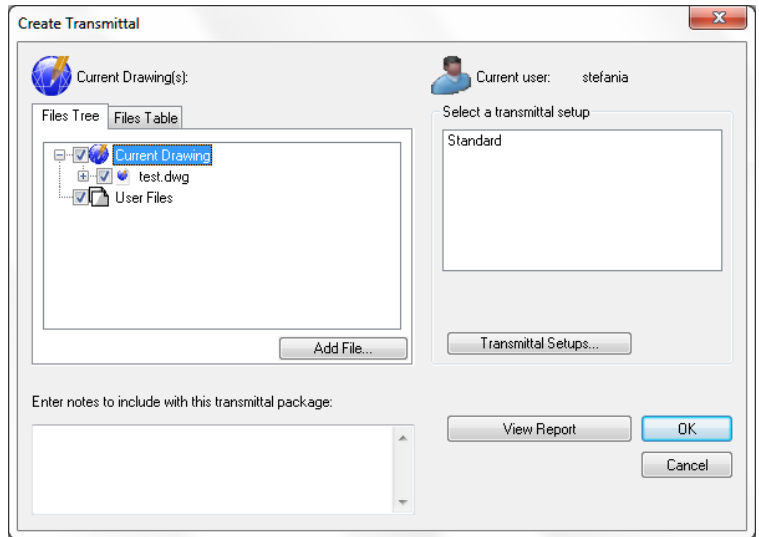 Create Transmittal
Current Drawing(s):
Current user: stefania
Files Tree Files Table
Current Drawing
test.dwg
User Files
Add File...
Select a transmittal setup
Standard
Transmittal Setups...
Enter notes to include with this transmittal package:
View Report
OK
Cancel